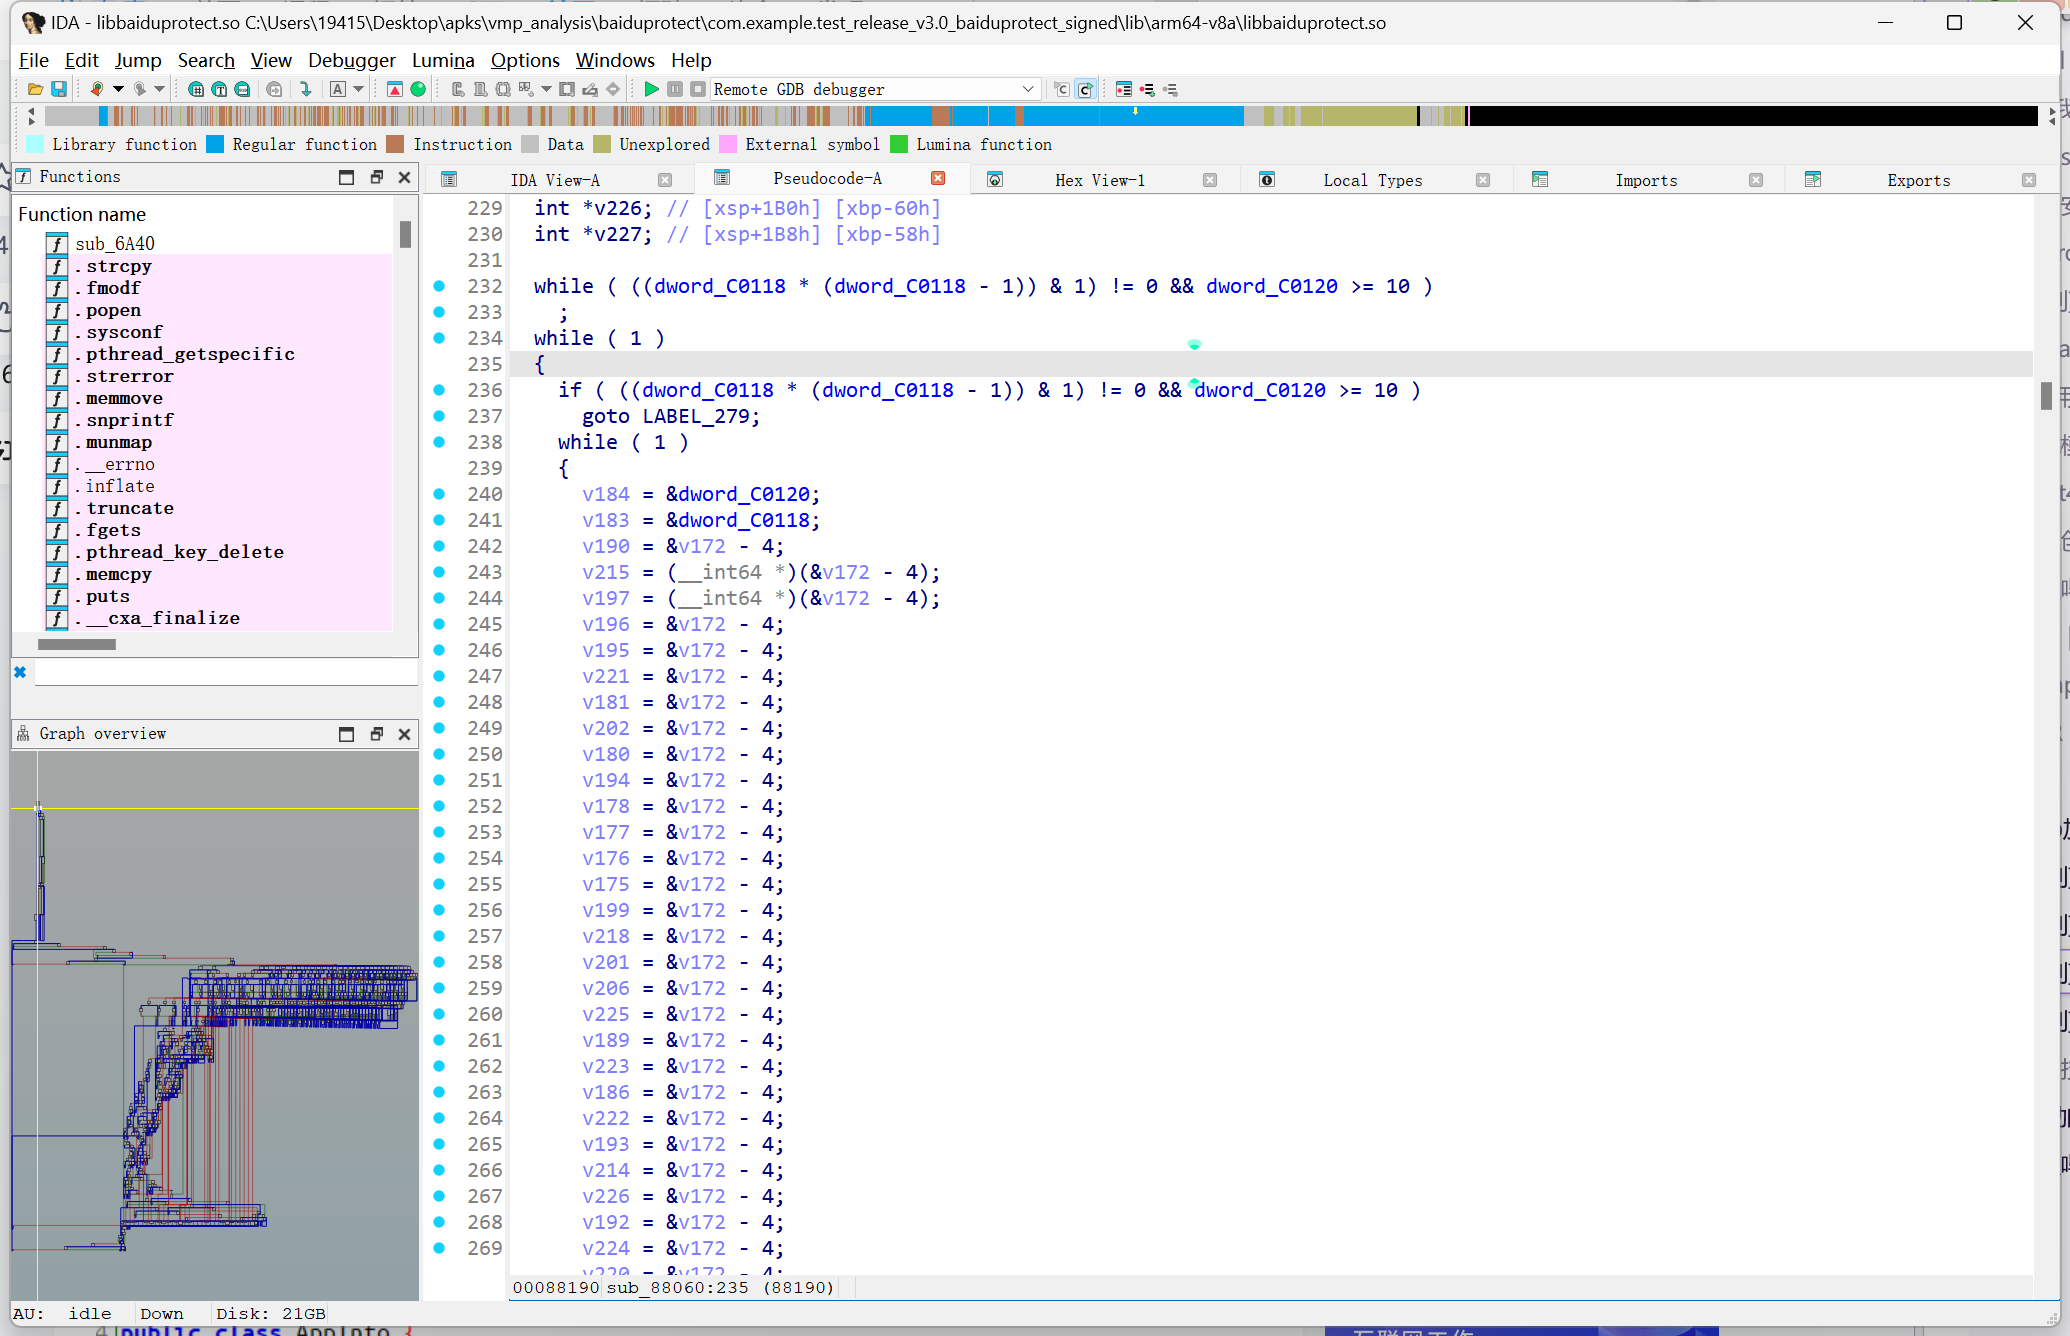 IDA - libbaiduprotect.so C:\Users\19415\Desktop\apks\vmp_analysis\baiduprotect\com.example.test_release_v3.0_baiduprotect_signed\lib\arm64-v8a\libbaiduprotect.so
File Edit Jump Search View Debugger Lumina Options Windows Help
Remote GDB debugger
Library function Regular function Instruction Data Unexplored External symbol Lumina function
Functions
IDA View-A Pseudocode-A Hex View-1 Local Types Imports Exports
Function name
sub_6A40
.strcpy
.fmodf
.popen
.sysconf
.pthread_getspecific
.strerror
.memmove
.snprintf
.munmap
.__errno
.inflate
.truncate
.fgets
.pthread_key_delete
.memcpy
.puts
.__cxa_finalize
Graph overview
229 int *v226; // [xsp+1B0h] [xbp-60h]
230 int *v227; // [xsp+1B8h] [xbp-58h]
231
232 while ( ((dword_C0118 * (dword_C0118 - 1)) & 1) != 0 && dword_C0120 >= 10 )
233 ;
234 while ( 1 )
235 {
236 if ( ((dword_C0118 * (dword_C0118 - 1)) & 1) != 0 && dword_C0120 >= 10 )
237 goto LABEL_279;
238 while ( 1 )
239 {
240 v184 = &dword_C0120;
241 v183 = &dword_C0118;
242 v190 = &v172 - 4;
243 v215 = (__int64 *)(&v172 - 4);
244 v197 = (__int64 *)(&v172 - 4);
245 v196 = &v172 - 4;
246 v195 = &v172 - 4;
247 v221 = &v172 - 4;
248 v181 = &v172 - 4;
249 v202 = &v172 - 4;
250 v180 = &v172 - 4;
251 v194 = &v172 - 4;
252 v178 = &v172 - 4;
253 v177 = &v172 - 4;
254 v176 = &v172 - 4;
255 v175 = &v172 - 4;
256 v199 = &v172 - 4;
257 v218 = &v172 - 4;
258 v201 = &v172 - 4;
259 v206 = &v172 - 4;
260 v225 = &v172 - 4;
261 v189 = &v172 - 4;
262 v223 = &v172 - 4;
263 v186 = &v172 - 4;
264 v222 = &v172 - 4;
265 v193 = &v172 - 4;
266 v214 = &v172 - 4;
267 v226 = &v172 - 4;
268 v192 = &v172 - 4;
269 v224 = &v172 - 4;
00088190 sub_88060:235 (88190)
AU: idle Down Disk: 21GB